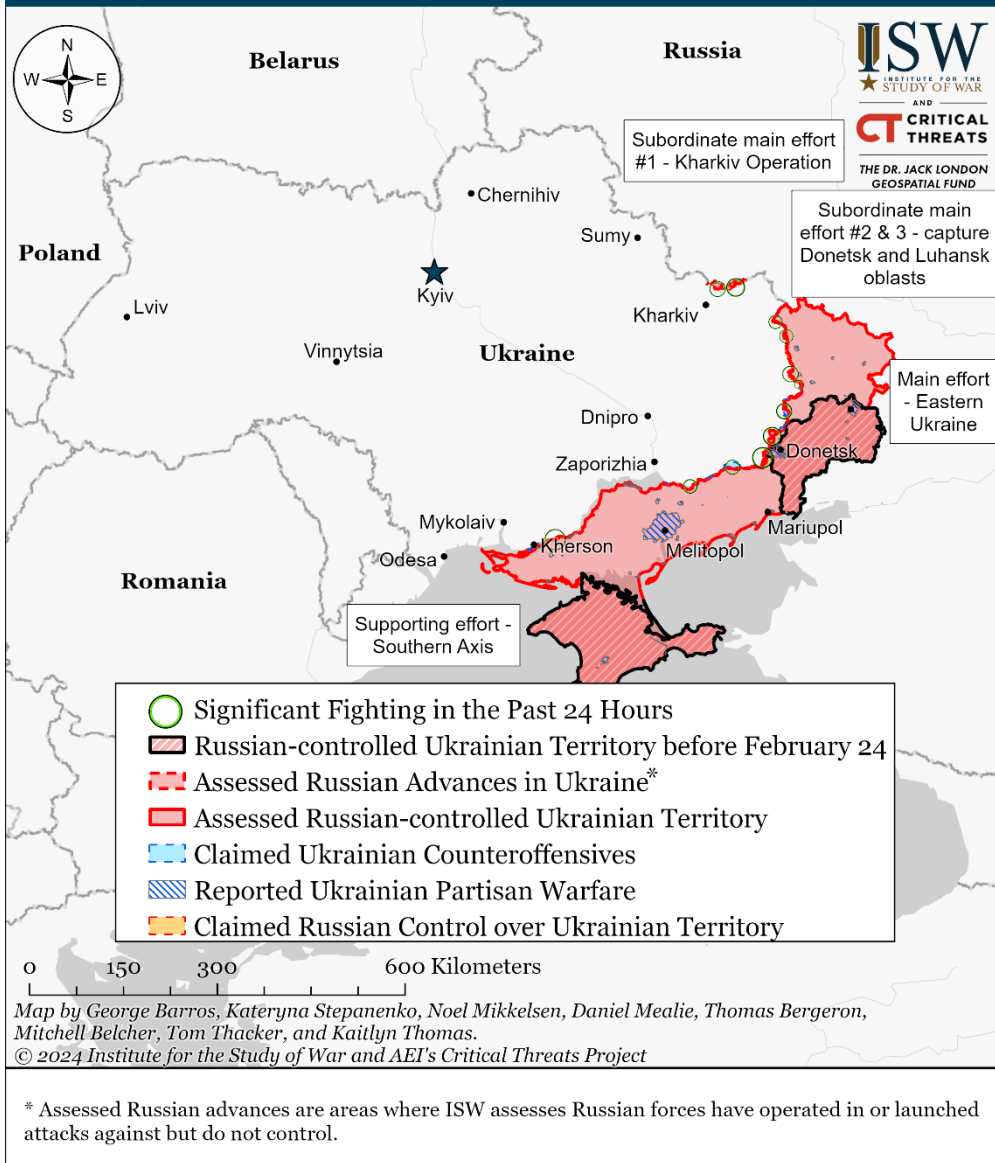 N
W
E
S
Belarus
Russia
ISW
INSTITUTE FOR THE
STUDY OF WAR
AND
CT CRITICAL
THREATS
THE DR. JACK LONDON
GEOSPATIAL FUND
Subordinate main effort
#1 - Kharkiv Operation
Subordinate main
effort #2 & 3 - capture
Donetsk and Luhansk
oblasts
Chernihiv
Sumy
Poland
Kyiv
Lviv
Kharkiv
Vinnytsia
Ukraine
Main effort
- Eastern
Ukraine
Dnipro
Donetsk
Zaporizhia
Mykolaiv
Mariupol
Kherson
Odesa
Melitopol
Romania
Supporting effort -
Southern Axis
Significant Fighting in the Past 24 Hours
Russian-controlled Ukrainian Territory before February 24
Assessed Russian Advances in Ukraine*
Assessed Russian-controlled Ukrainian Territory
Claimed Ukrainian Counteroffensives
Reported Ukrainian Partisan Warfare
Claimed Russian Control over Ukrainian Territory
0 150 300 600 Kilometers
Map by George Barros, Kateryna Stepanenko, Noel Mikkelsen, Daniel Mealie, Thomas Bergeron,
Mitchell Belcher, Tom Thacker, and Kaitlyn Thomas.
© 2024 Institute for the Study of War and AEI's Critical Threats Project
* Assessed Russian advances are areas where ISW assesses Russian forces have operated in or launched
attacks against but do not control.